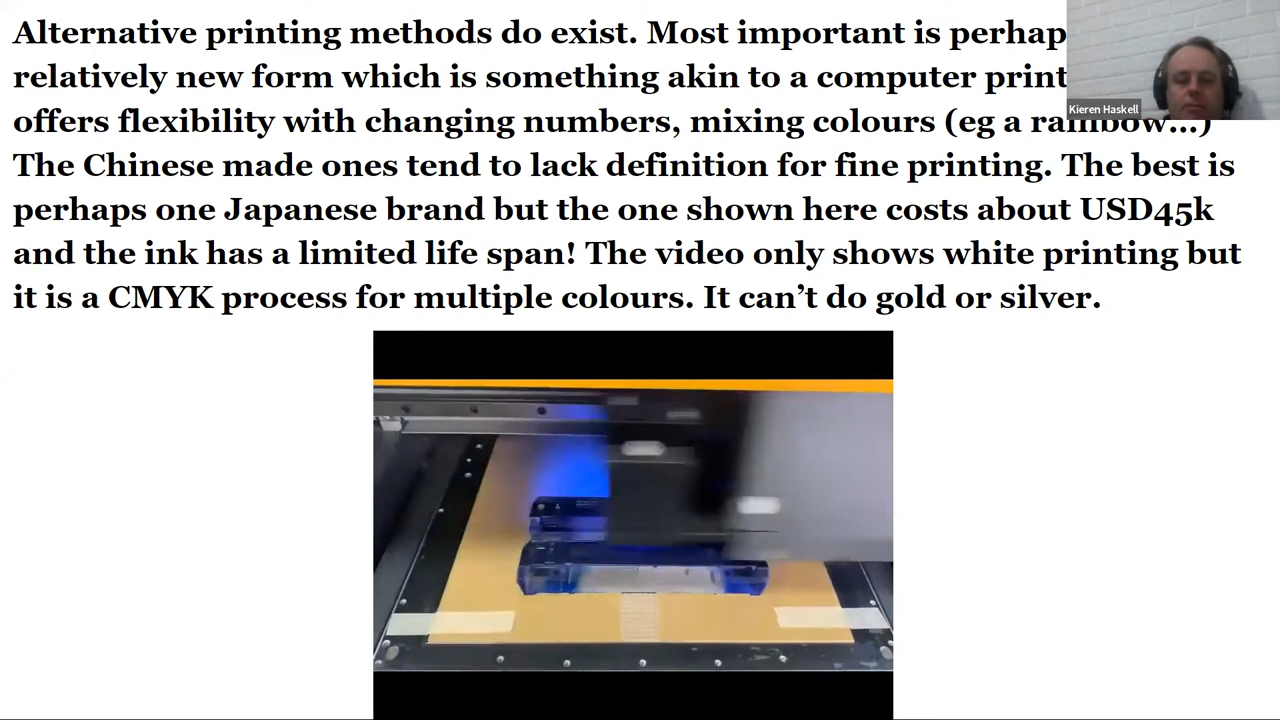 Alternative printing methods do exist. Most important is
relatively new form which is something akin to a computer
offers flexibility with changing numbers, mixing colours (eg a rainbow...)
The Chinese made ones tend to lack definition for fine printing. The best is
perhaps one Japanese brand but the one shown here costs about USD45k
and the ink has a limited life span! The video only shows white printing but
it is a CMYK process for multiple colours. It can’t do gold or silver.
Kieren Haskell